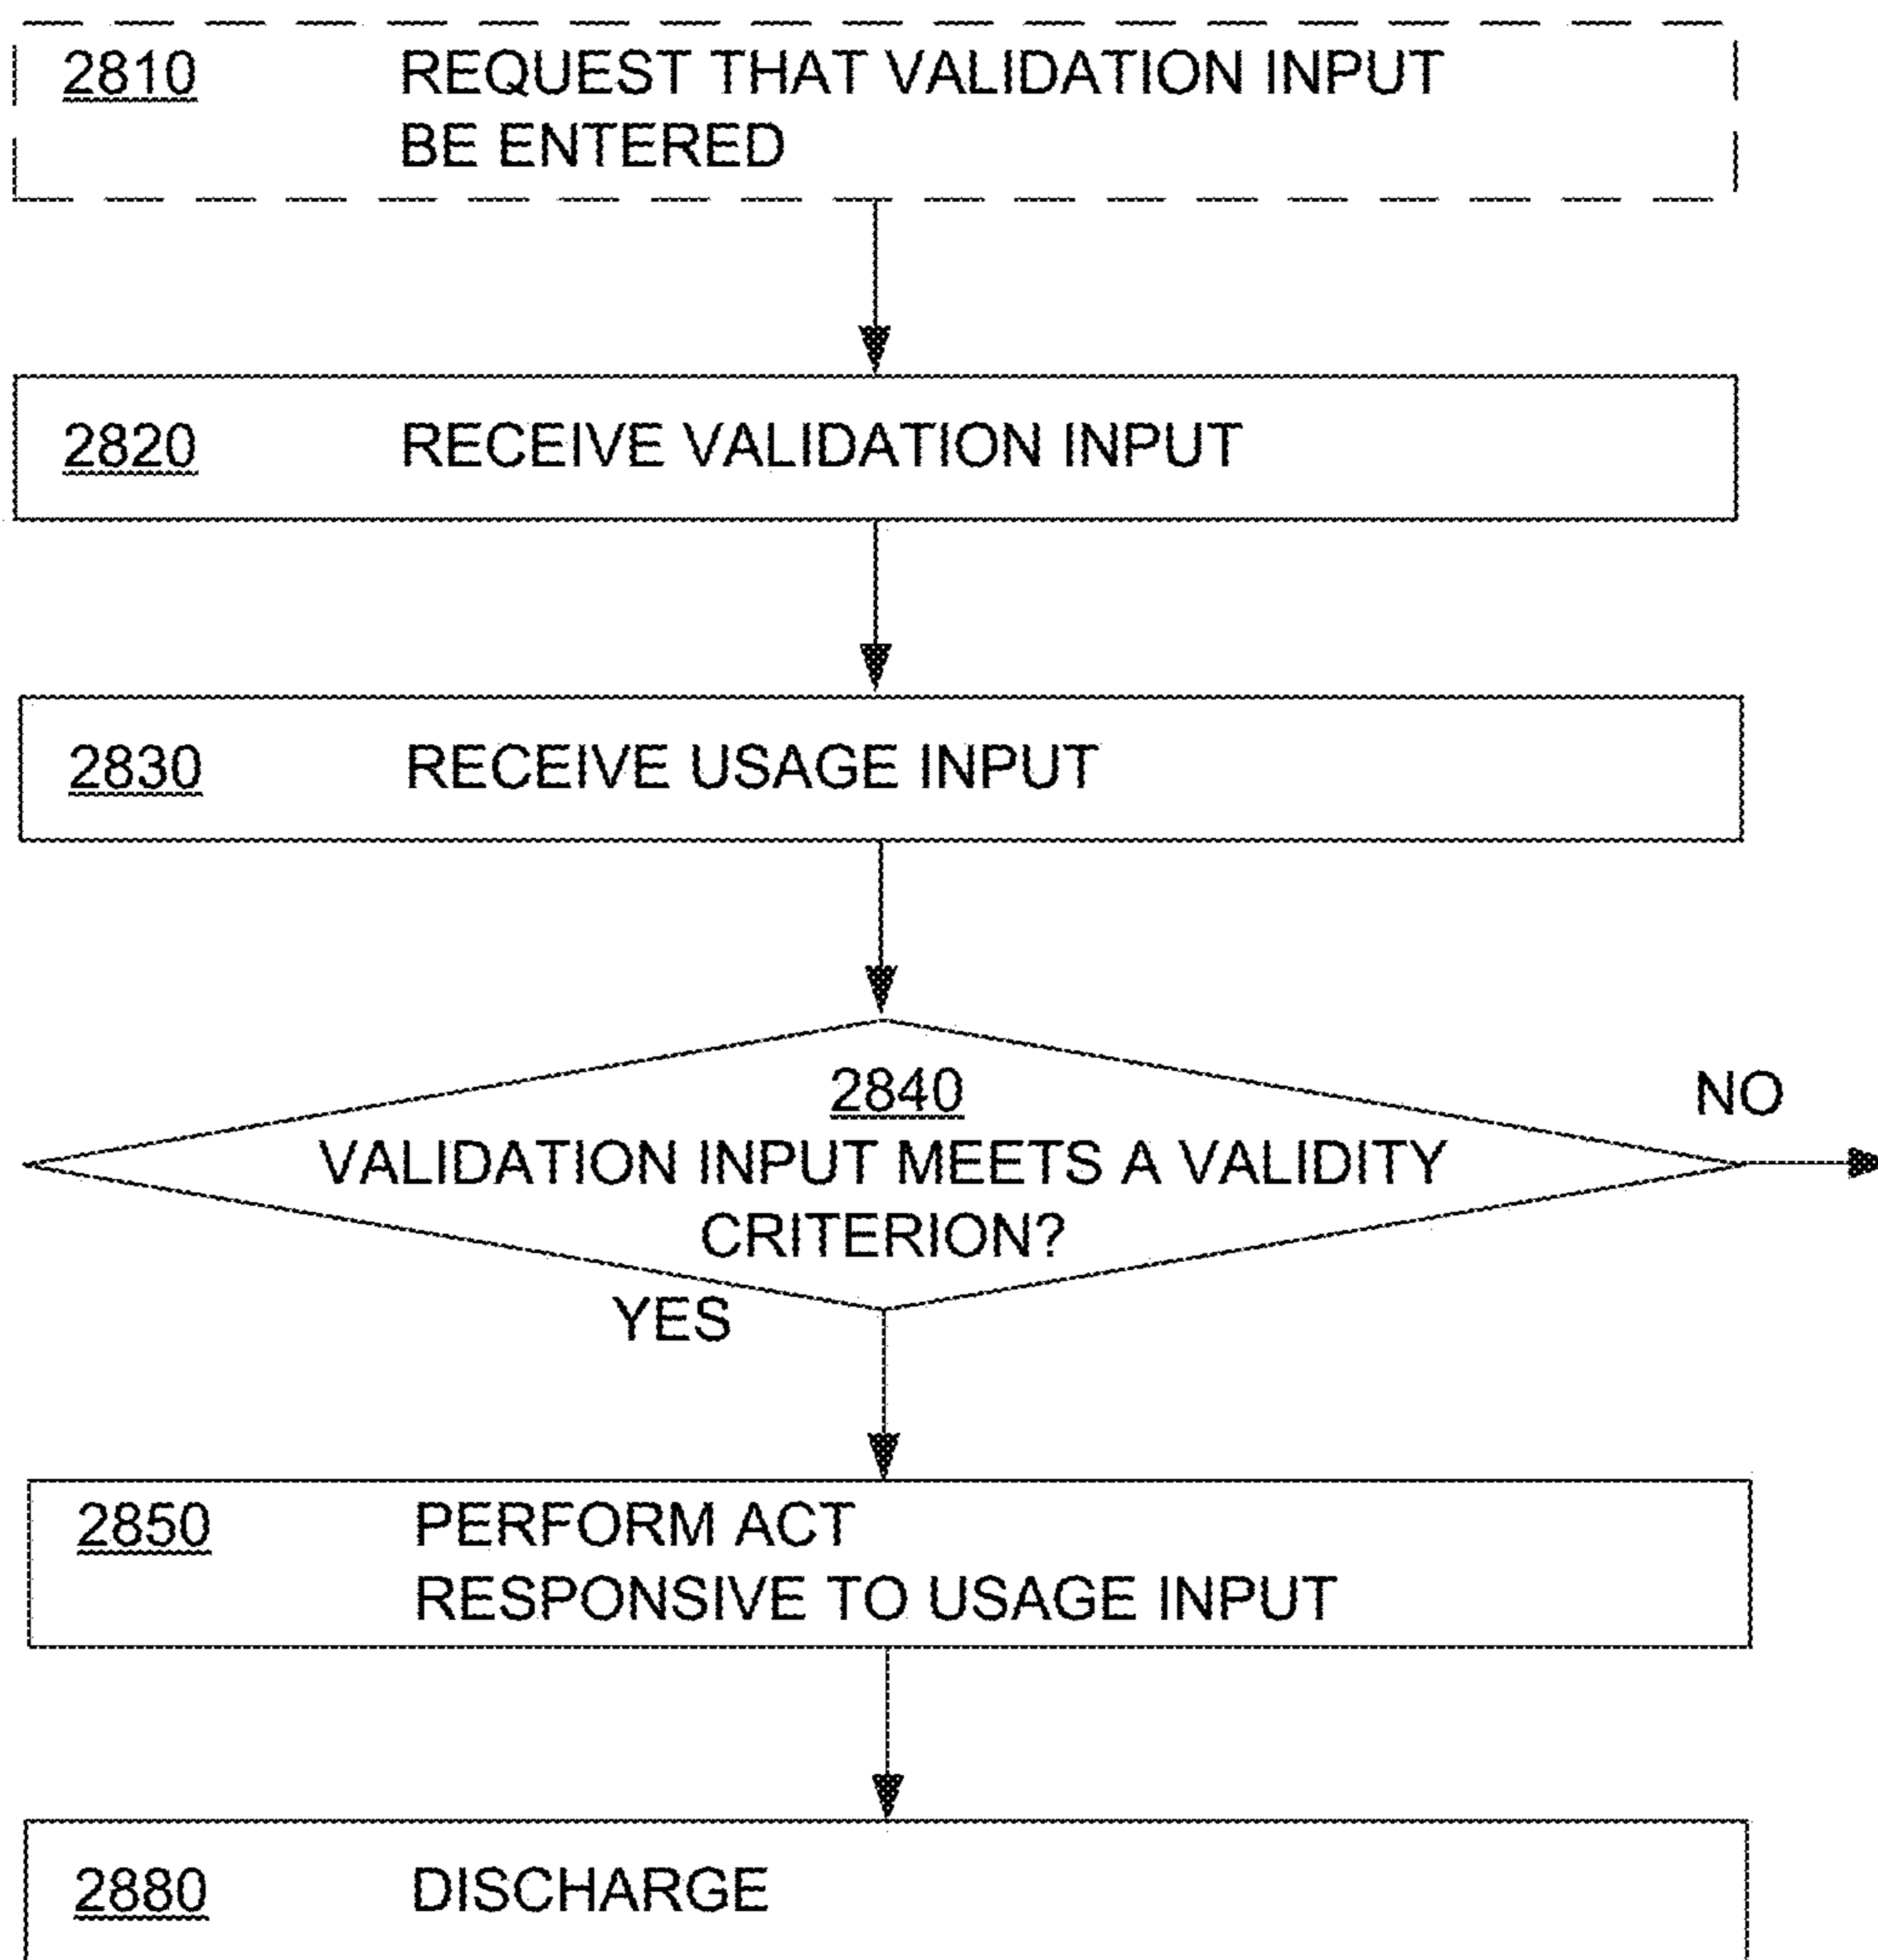 2810 REQUEST THAT VALIDATION INPUT
BE ENTERED
2820 RECEIVE VALIDATION INPUT
2830 RECEIVE USAGE INPUT
2840
VALIDATION INPUT MEETS A VALIDITY
CRITERION?
NO
YES
2850 PERFORM ACT
RESPONSIVE TO USAGE INPUT
2880 DISCHARGE